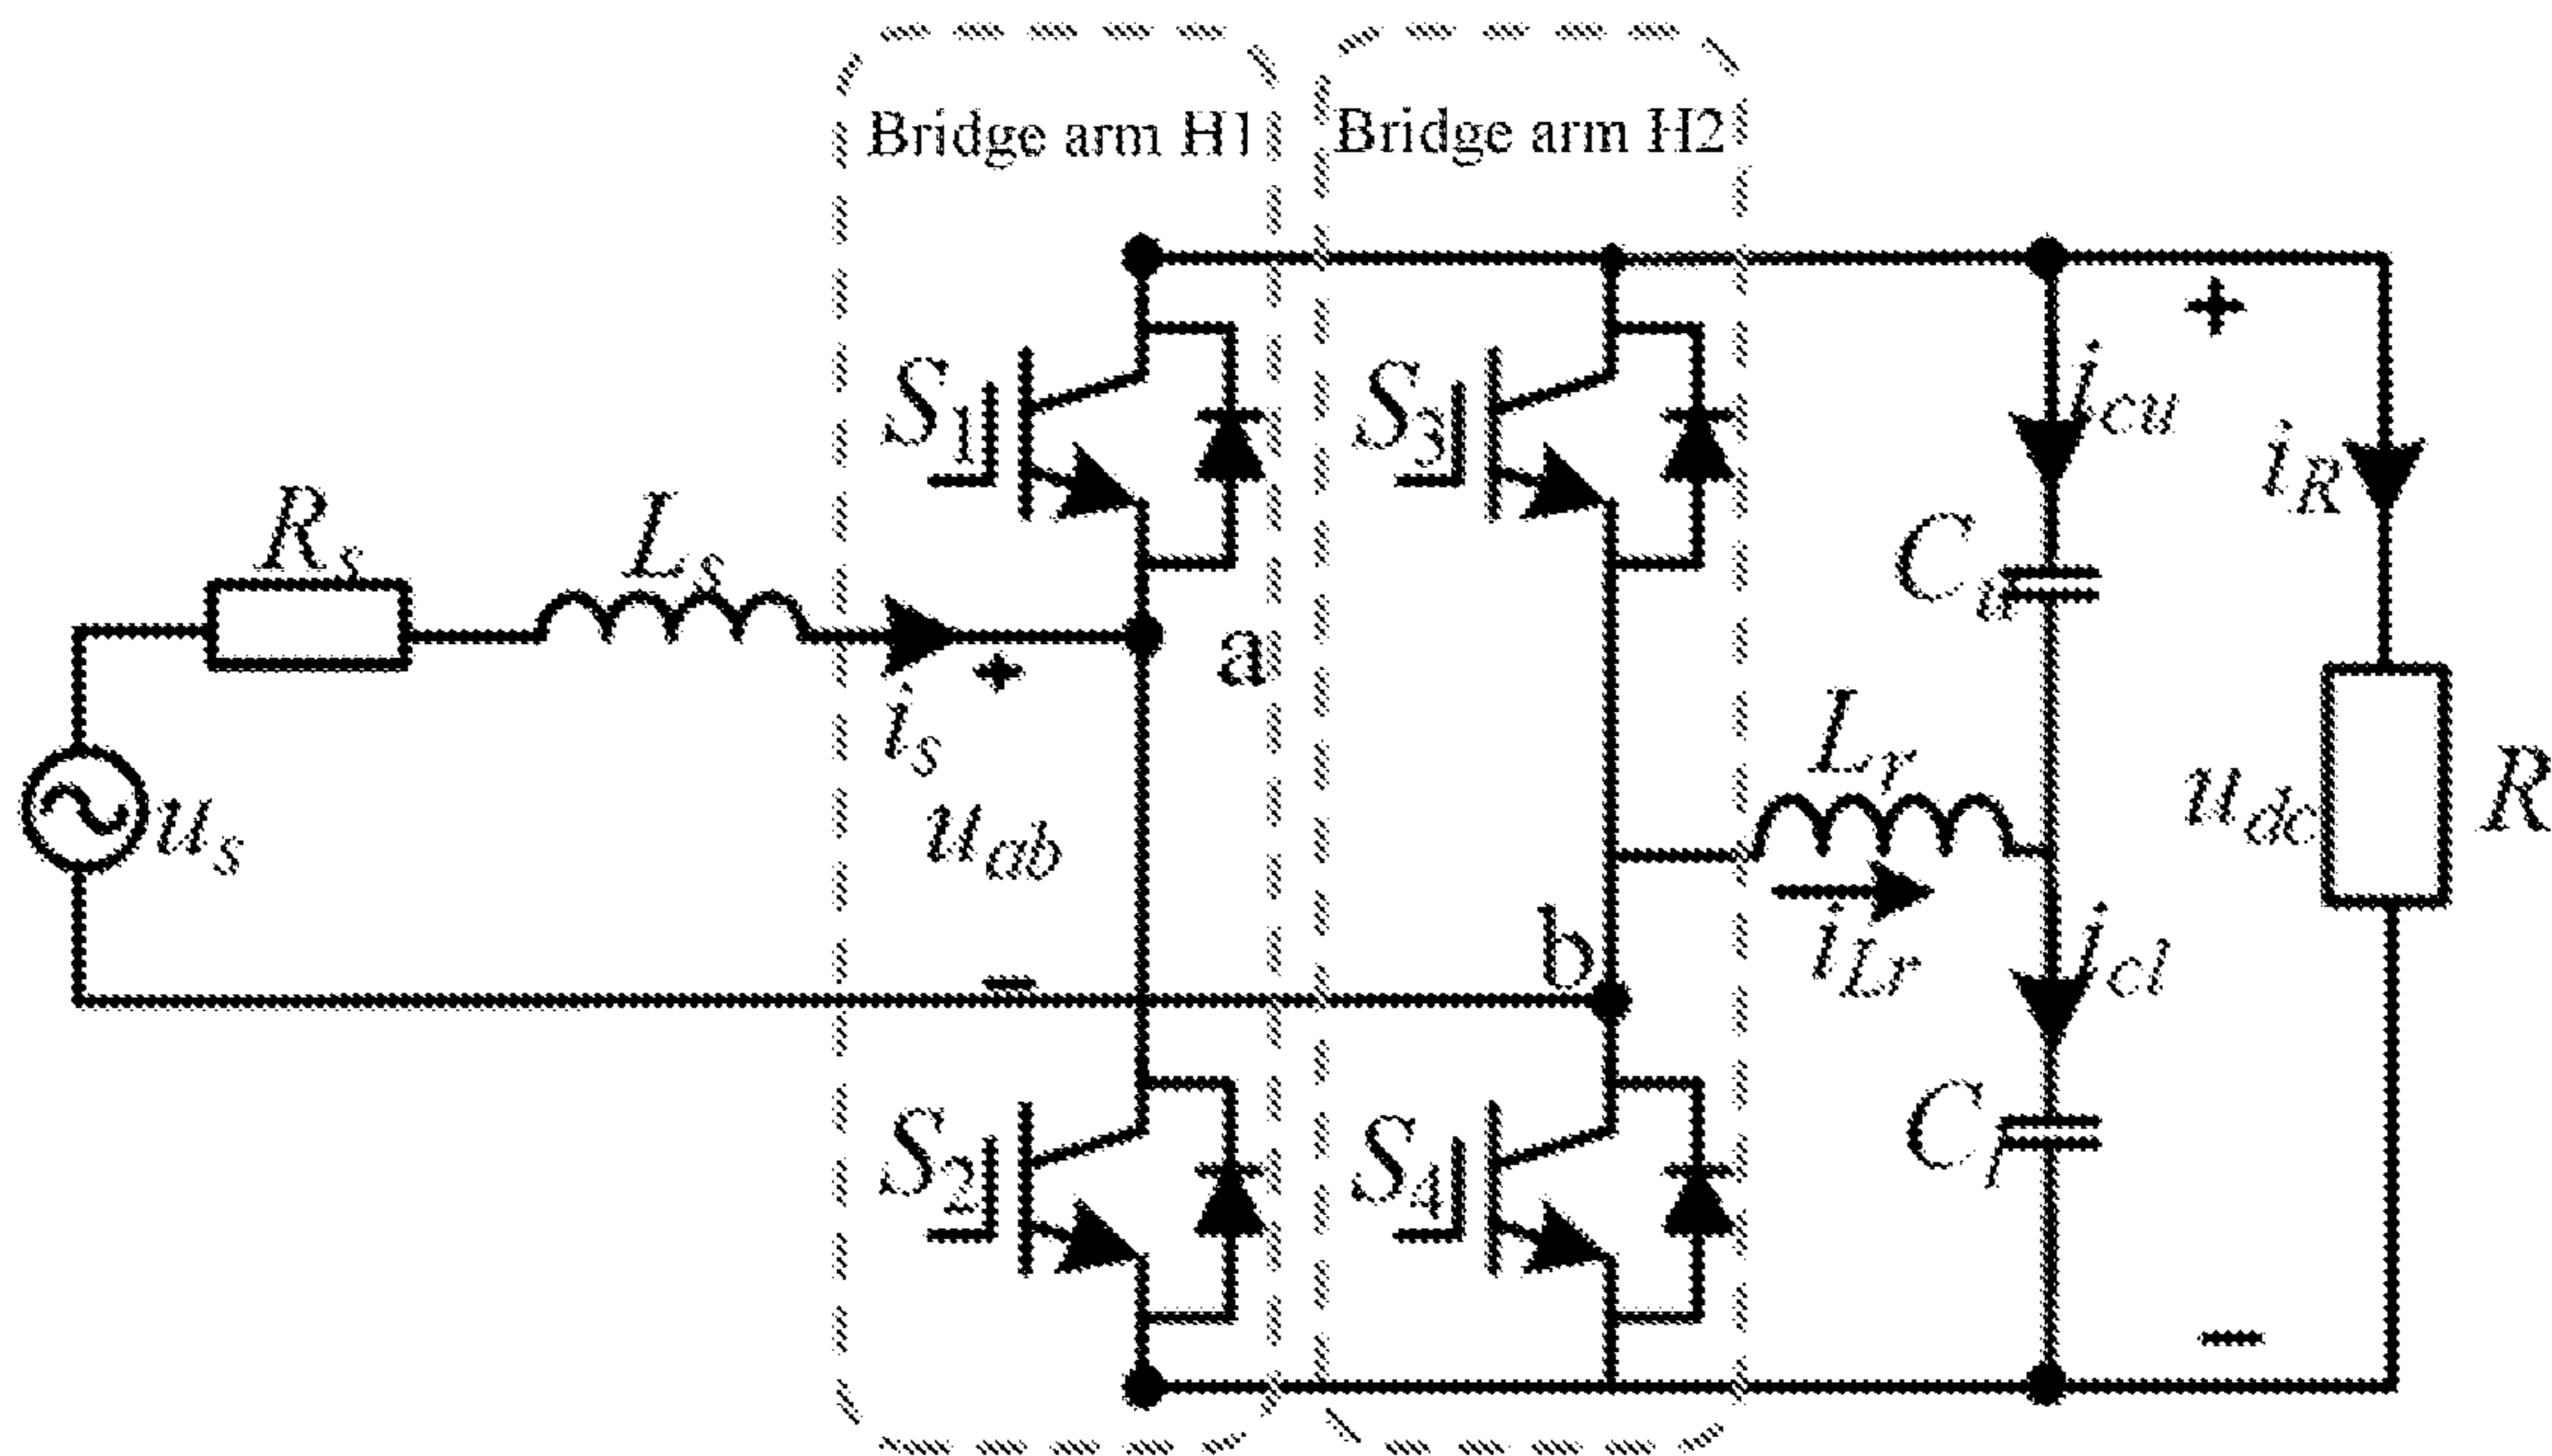 Bridge arm H1
Bridge arm H2
S1
S3
Rs
Ls
a
is
+
uab
-
us
b
Lr
iLr
icu
Cu
icl
Cl
+
iR
udc
R
-
S2
S4